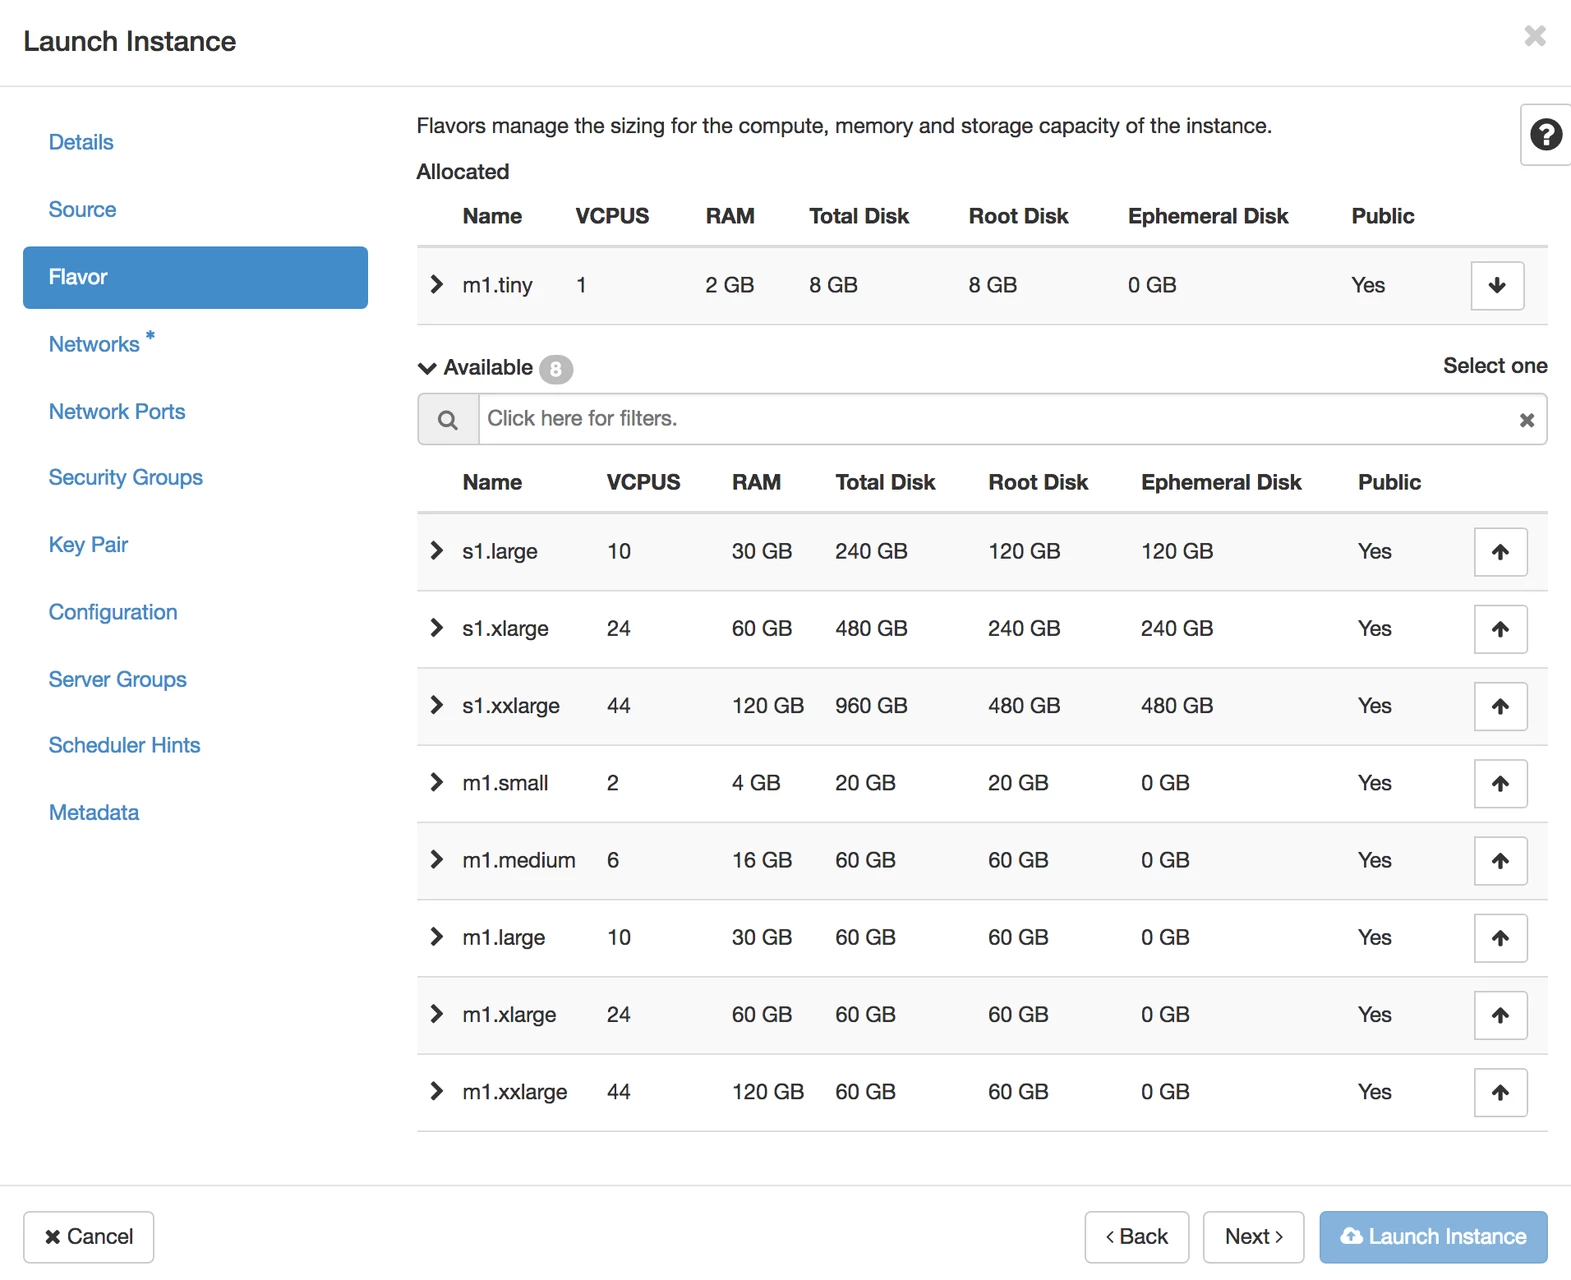 Launch Instance
Details
Source
Flavor
Networks *
Network Ports
Security Groups
Key Pair
Configuration
Server Groups
Scheduler Hints
Metadata
Flavors manage the sizing for the compute, memory and storage capacity of the instance.
Allocated
Name VCPUS RAM Total Disk Root Disk Ephemeral Disk Public
m1.tiny 1 2 GB 8 GB 8 GB 0 GB Yes
Available 8 Select one
Click here for filters.
Name VCPUS RAM Total Disk Root Disk Ephemeral Disk Public
s1.large 10 30 GB 240 GB 120 GB 120 GB Yes
s1.xlarge 24 60 GB 480 GB 240 GB 240 GB Yes
s1.xxlarge 44 120 GB 960 GB 480 GB 480 GB Yes
m1.small 2 4 GB 20 GB 20 GB 0 GB Yes
m1.medium 6 16 GB 60 GB 60 GB 0 GB Yes
m1.large 10 30 GB 60 GB 60 GB 0 GB Yes
m1.xlarge 24 60 GB 60 GB 60 GB 0 GB Yes
m1.xxlarge 44 120 GB 60 GB 60 GB 0 GB Yes
Cancel ‹ Back Next › Launch Instance